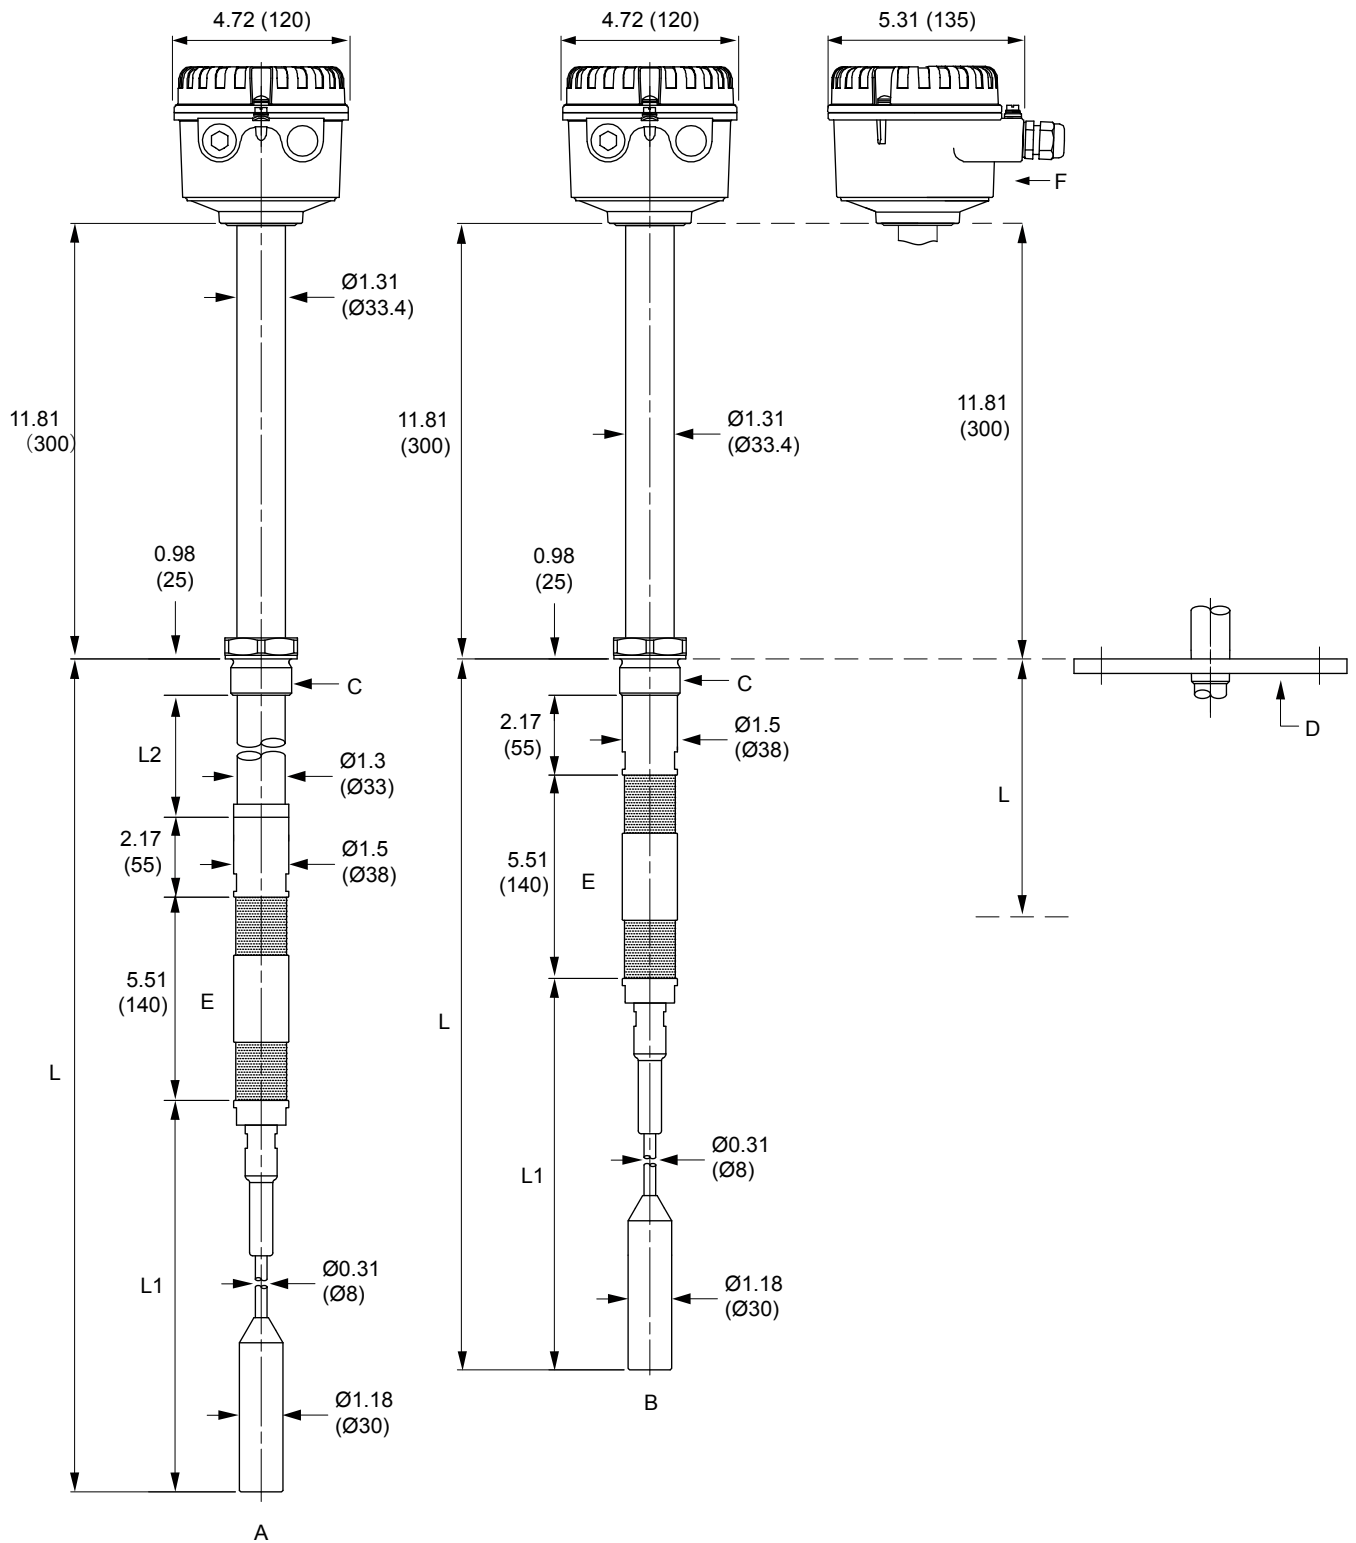 4.72 (120)
4.72 (120)
5.31 (135)
F
Ø1.31
(Ø33.4)
11.81
(300)
11.81
(300)
Ø1.31
(Ø33.4)
11.81
(300)
0.98
(25)
0.98
(25)
C
C
L2
Ø1.3
(Ø33)
2.17
(55)
Ø1.5
(Ø38)
D
L
2.17
(55)
Ø1.5
(Ø38)
5.51
(140)
E
5.51
(140)
E
L
L
L1
Ø0.31
(Ø8)
L1
Ø0.31
(Ø8)
Ø1.18
(Ø30)
Ø1.18
(Ø30)
B
A